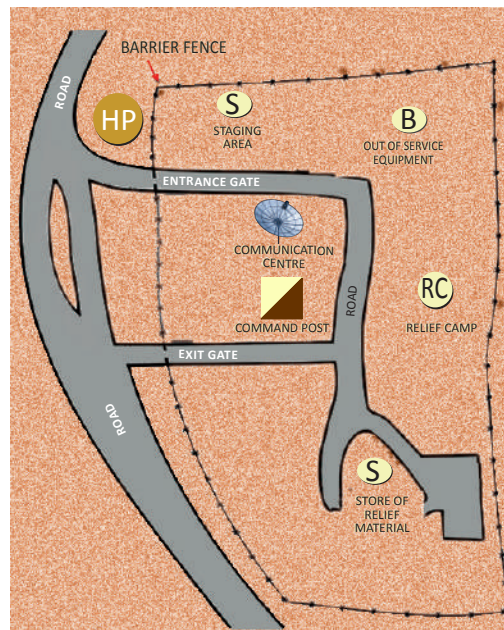 BARRIER FENCE
ROAD
HP
S
STAGING
AREA
B
OUT OF SERVICE
EQUIPMENT
ENTRANCE GATE
COMMUNICATION
CENTRE
ROAD
RC
RELIEF CAMP
COMMAND POST
EXIT GATE
ROAD
S
STORE OF
RELIEF
MATERIAL